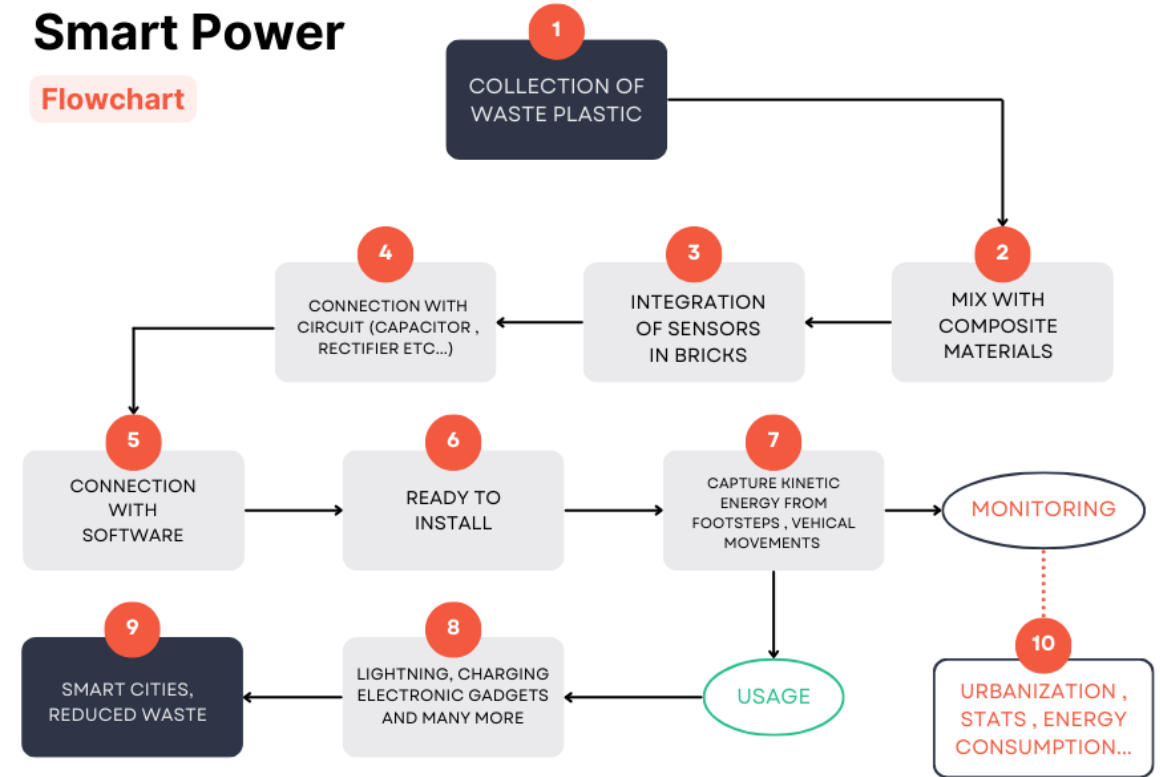 Smart Power
Flowchart
1
COLLECTION OF
WASTE PLASTIC
2
MIX WITH
COMPOSITE
MATERIALS
3
INTEGRATION
OF SENSORS
IN BRICKS
4
CONNECTION WITH
CIRCUIT (CAPACITOR ,
RECTIFIER ETC...)
5
CONNECTION
WITH
SOFTWARE
6
READY TO
INSTALL
7
CAPTURE KINETIC
ENERGY FROM
FOOTSTEPS , VEHICAL
MOVEMENTS
MONITORING
USAGE
8
LIGHTNING, CHARGING
ELECTRONIC GADGETS
AND MANY MORE
9
SMART CITIES,
REDUCED WASTE
10
URBANIZATION ,
STATS , ENERGY
CONSUMPTION...